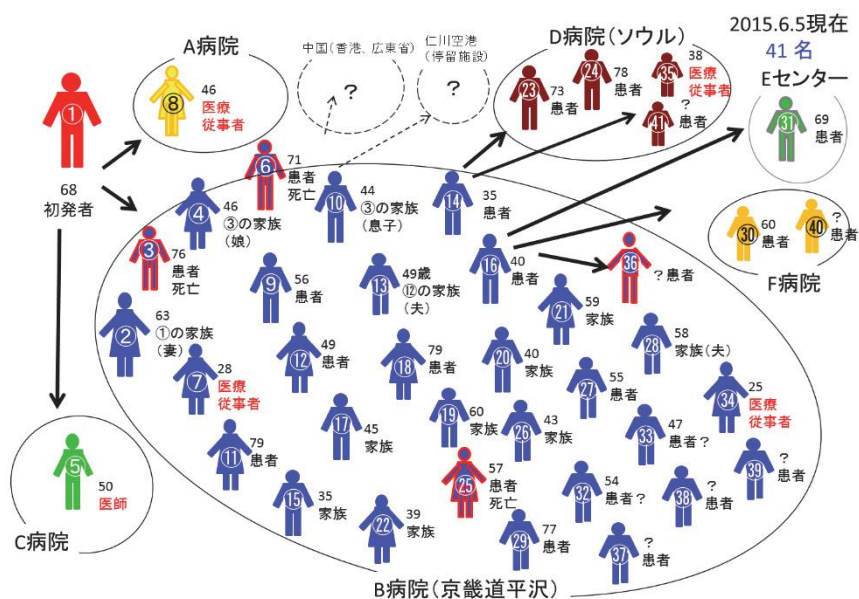 A病院
中国(香港、広東省)
?
仁川空港
(停留施設)
?
D病院(ソウル)
2015.6.5現在
41 名
Eセンター
①
68
初発者
⑧
46
医療
従事者
㉓
73
患者
㉔
78
患者
㉟
38
医療
従事者
㊶
?
患者
㉛
69
患者
⑥
71
患者
死亡
④
46
③の家族
(娘)
⑩
44
③の家族
(息子)
⑭
35
患者
③
76
患者
死亡
⑨
56
患者
⑬
49歳
⑫の家族
(夫)
⑯
40
患者
㊱
?患者
㉚
60
患者
㊵
?
患者
F病院
②
63
①の家族
(妻)
⑦
28
医療
従事者
⑫
49
患者
⑱
79
患者
⑳
40
家族
㉑
59
家族
㉘
58
家族(夫)
㉗
55
患者
㉞
25
医療
従事者
⑪
79
患者
⑰
45
家族
⑲
60
家族
㉖
43
家族
㉝
47
患者?
㊴
?
患者
⑤
50
医師
C病院
⑮
35
家族
㉒
39
家族
㉕
57
患者
死亡
㉜
54
患者?
㊳
?
患者
㉙
77
患者
㊲
?
患者
B病院(京畿道平沢)